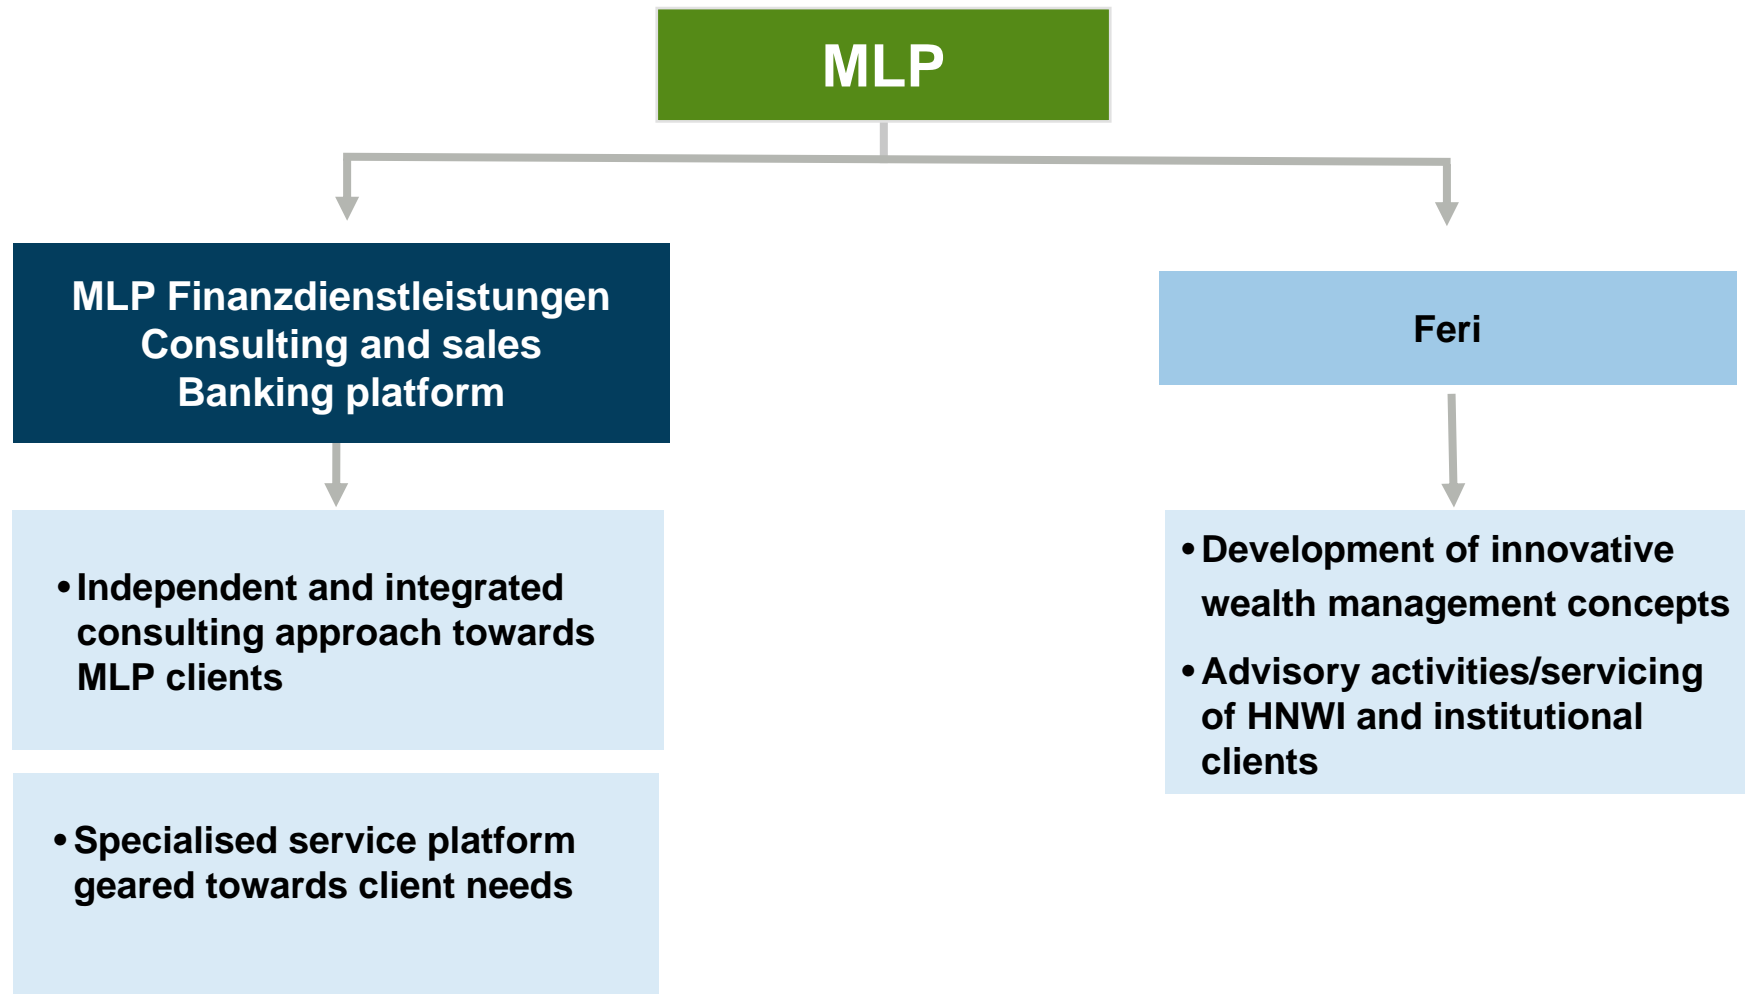 MLP
MLP Finanzdienstleistungen
Consulting and sales
Banking platform
Feri
• Independent and integrated
consulting approach towards
MLP clients
• Specialised service platform
geared towards client needs
• Development of innovative
wealth management concepts
• Advisory activities/servicing
of HNWI and institutional
clients